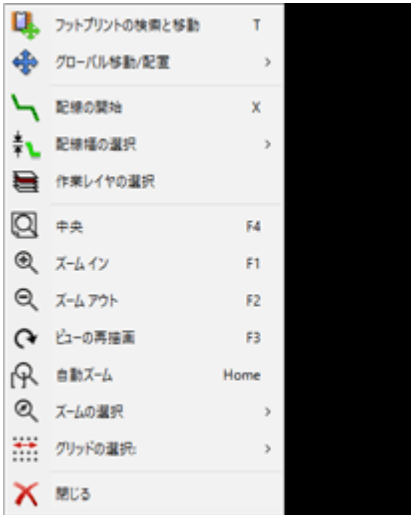 フットプリントの検索と移動 T
グローバル移動/配置 >
配線の開始 X
配線幅の選択 >
作業レイヤの選択
中央 F4
ズーム イン F1
ズーム アウト F2
ビューの再描画 F3
自動ズーム Home
ズームの選択 >
グリッドの選択: >
閉じる